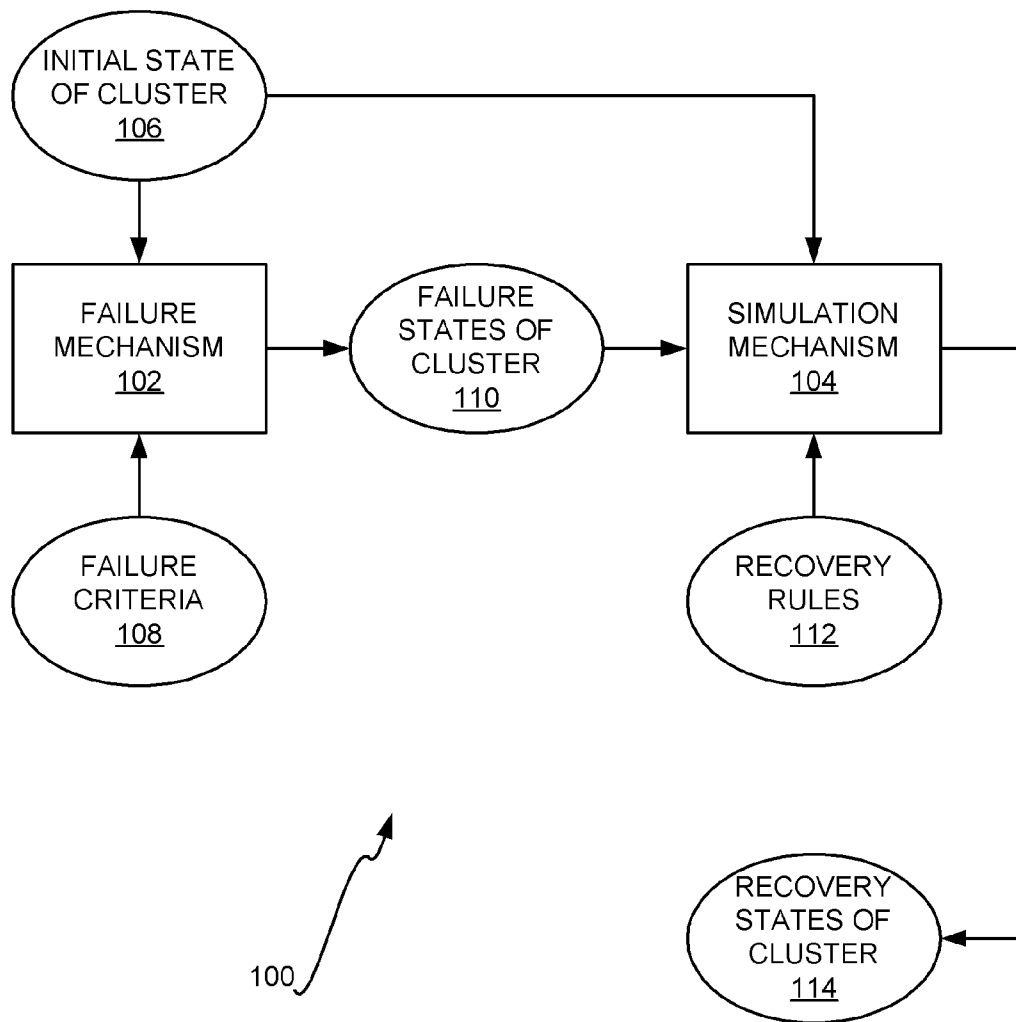 INITIAL STATE
OF CLUSTER
106
FAILURE
MECHANISM
102
FAILURE
STATES OF
CLUSTER
110
SIMULATION
MECHANISM
104
FAILURE
CRITERIA
108
RECOVERY
RULES
112
RECOVERY
STATES OF
CLUSTER
114
100